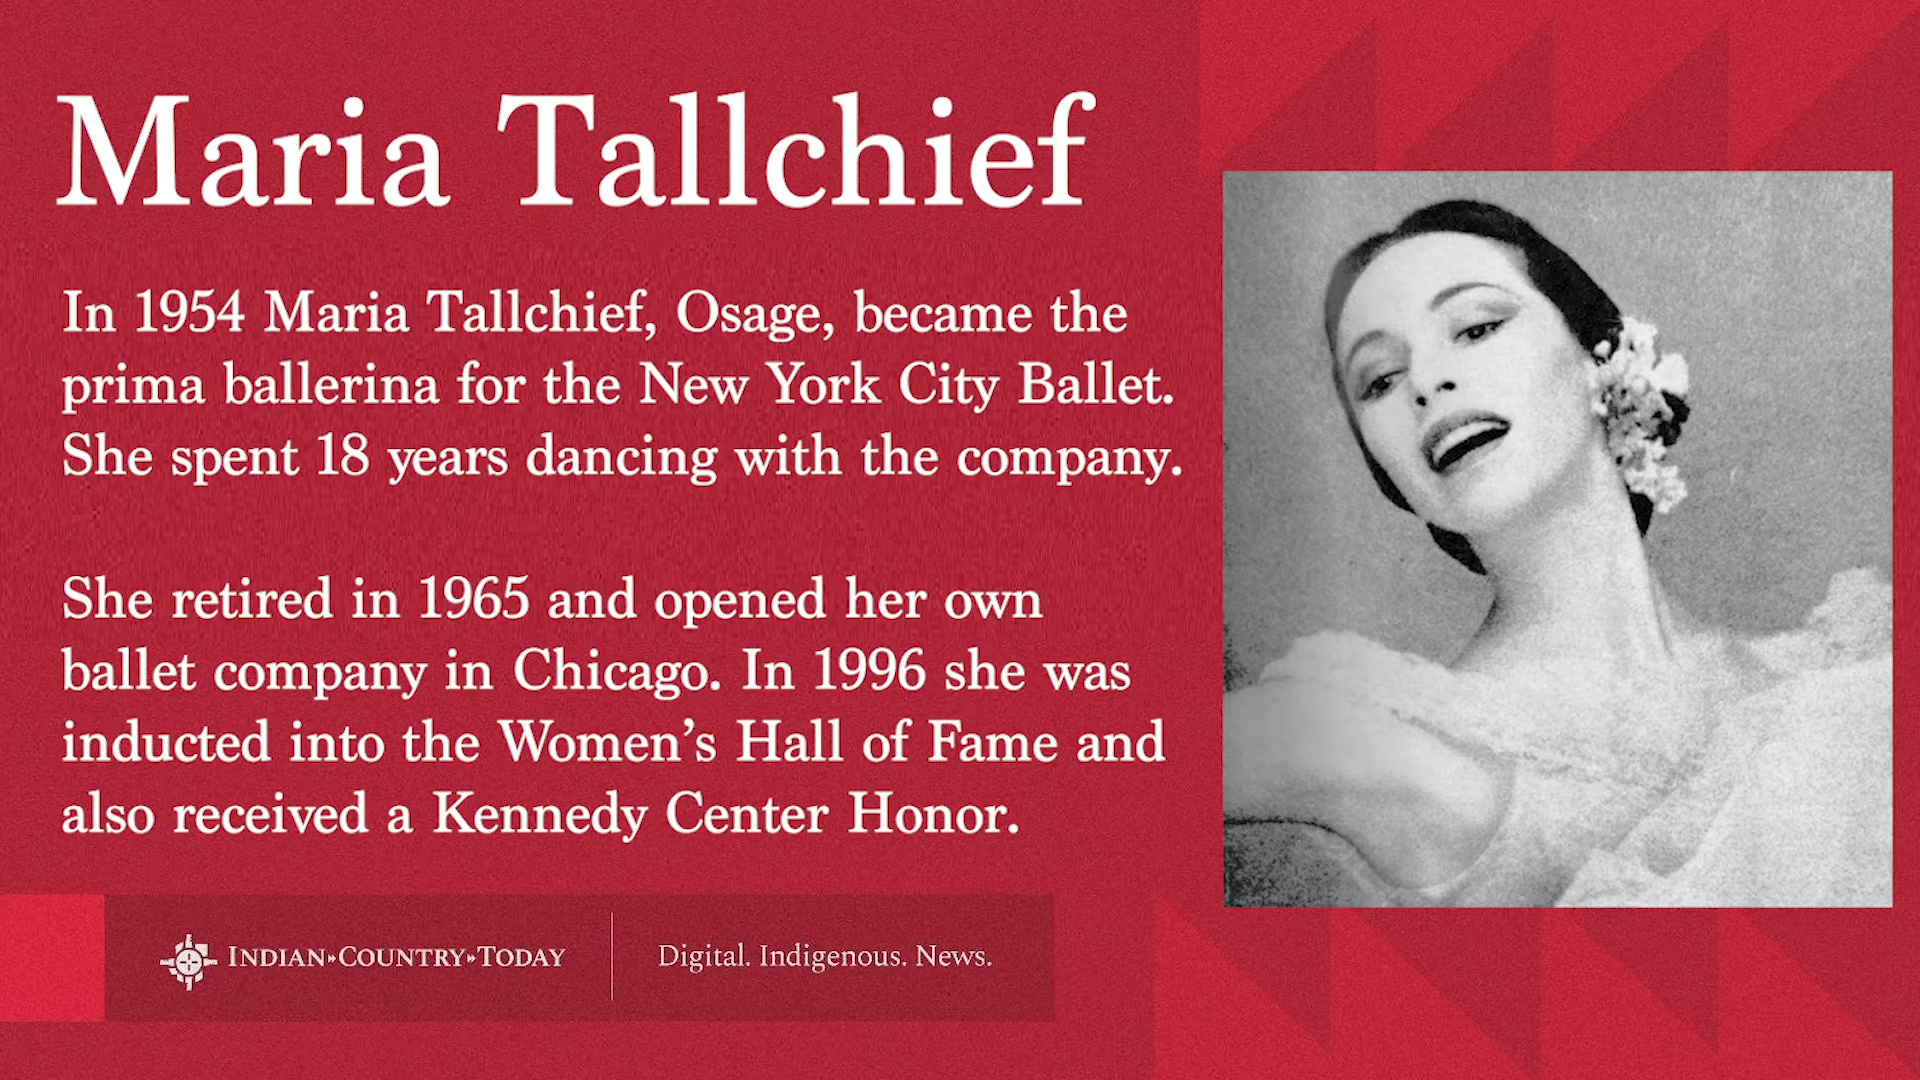 Maria Tallchief
In 1954 Maria Tallchief, Osage, became the
prima ballerina for the New York City Ballet.
She spent 18 years dancing with the company.
She retired in 1965 and opened her own
ballet company in Chicago. In 1996 she was
inducted into the Women’s Hall of Fame and
also received a Kennedy Center Honor.
INDIAN»COUNTRY»TODAY
Digital. Indigenous. News.